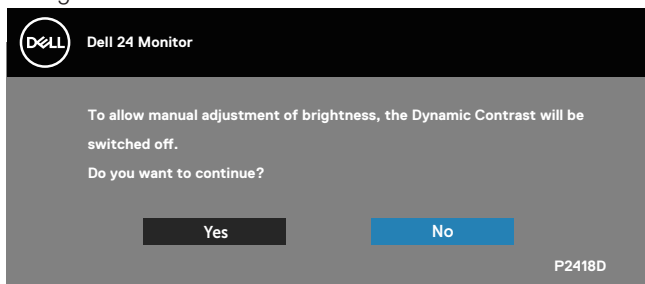 DELL
Dell 24 Monitor
To allow manual adjustment of brightness, the Dynamic Contrast will be
switched off.
Do you want to continue?
Yes
No
P2418D